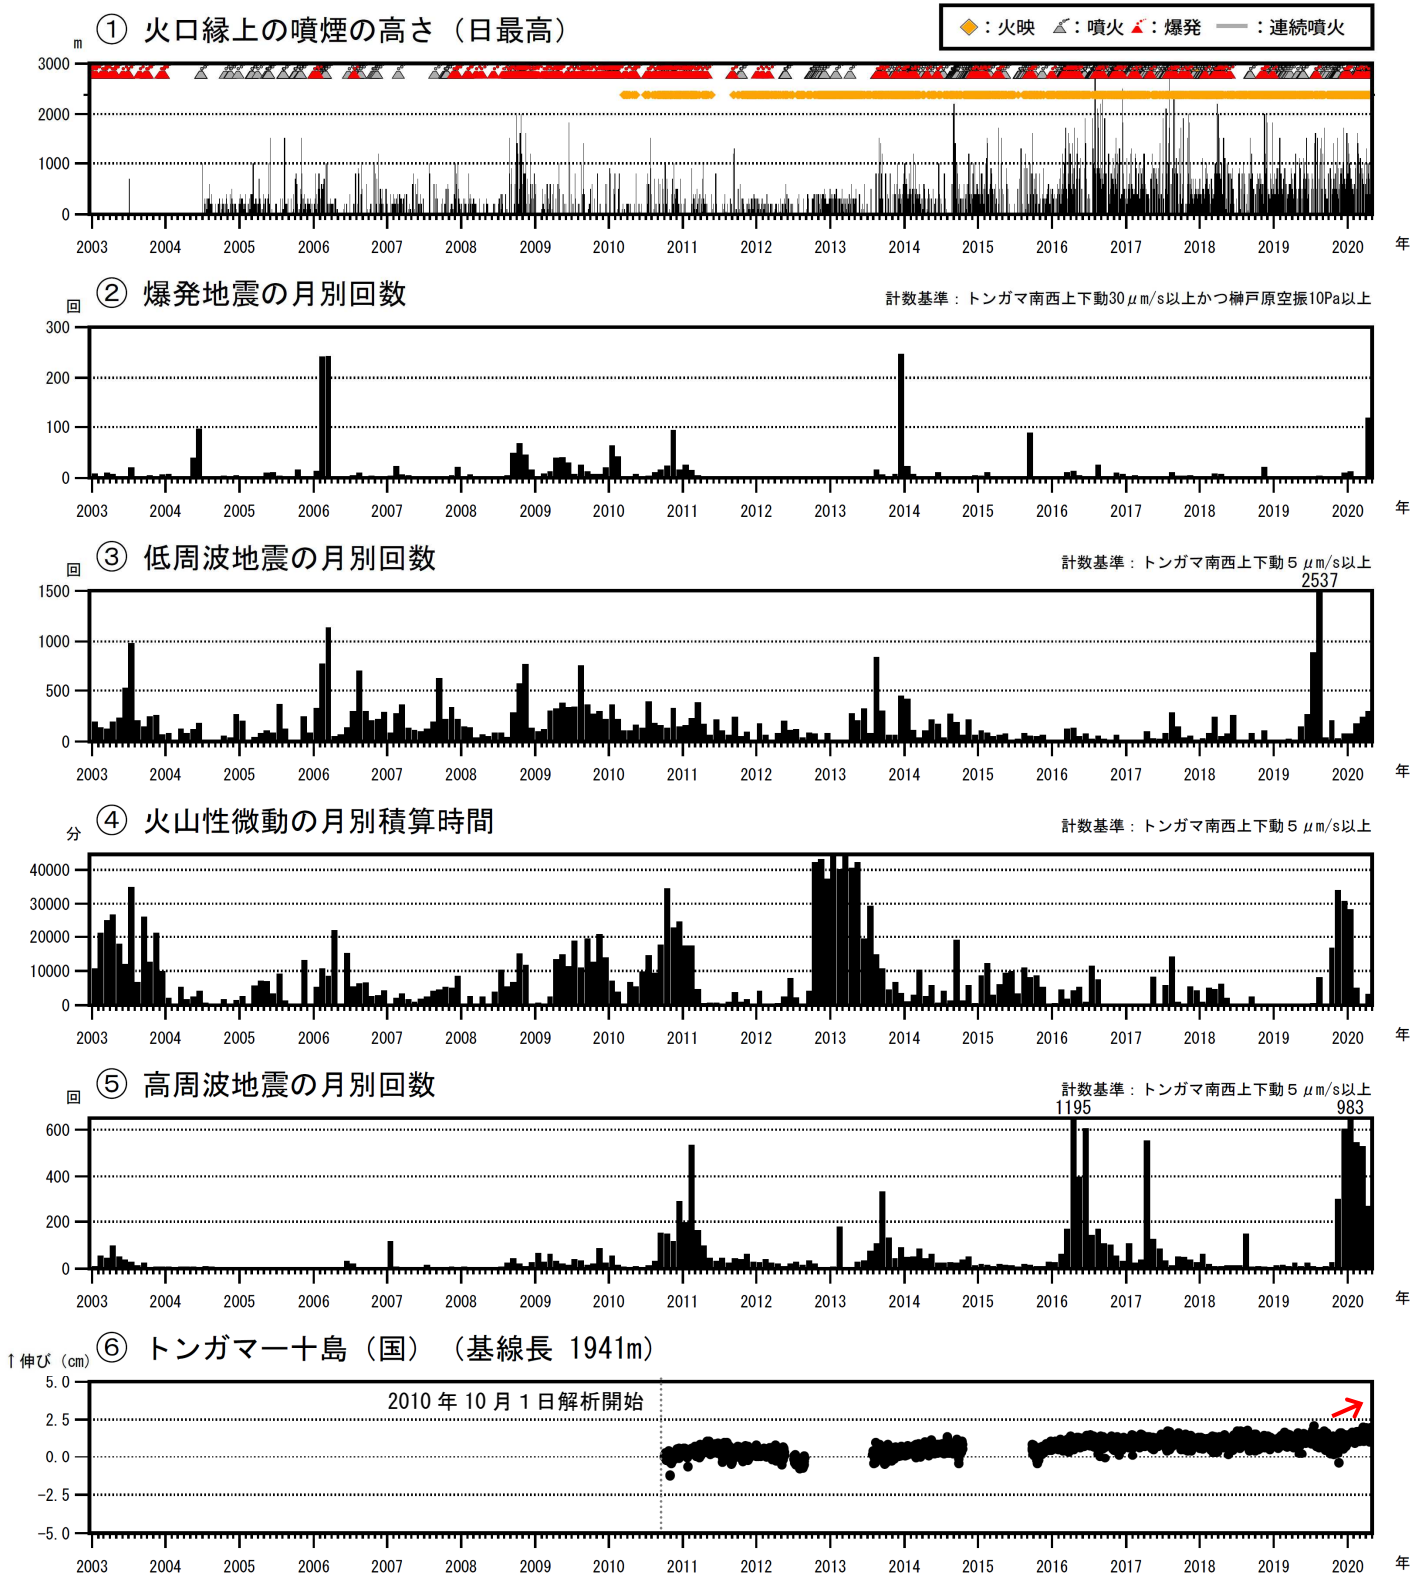 ① 火口縁上の噴煙の高さ（日最高）
：火映 ：噴火 ：爆発 ：連続噴火
m
3000
2000
1000
0
2003 2004 2005 2006 2007 2008 2009 2010 2011 2012 2013 2014 2015 2016 2017 2018 2019 2020 年
② 爆発地震の月別回数
計数基準：トンガマ南西上下動30μm/s以上かつ榊戸原空振10Pa以上
回
300
200
100
0
2003 2004 2005 2006 2007 2008 2009 2010 2011 2012 2013 2014 2015 2016 2017 2018 2019 2020 年
③ 低周波地震の月別回数
計数基準：トンガマ南西上下動５μm/s以上
回
2537
1500
1000
500
0
2003 2004 2005 2006 2007 2008 2009 2010 2011 2012 2013 2014 2015 2016 2017 2018 2019 2020 年
④ 火山性微動の月別積算時間
計数基準：トンガマ南西上下動５μm/s以上
分
40000
30000
20000
10000
0
2003 2004 2005 2006 2007 2008 2009 2010 2011 2012 2013 2014 2015 2016 2017 2018 2019 2020 年
⑤ 高周波地震の月別回数
計数基準：トンガマ南西上下動５μm/s以上
回
1195 983
600
400
200
0
2003 2004 2005 2006 2007 2008 2009 2010 2011 2012 2013 2014 2015 2016 2017 2018 2019 2020 年
⑥ トンガマー十島（国）（基線長 1941m）
↑伸び（cm）
5.0
2010年10月１日解析開始
2.5
0.0
-2.5
-5.0
2003 2004 2005 2006 2007 2008 2009 2010 2011 2012 2013 2014 2015 2016 2017 2018 2019 2020 年